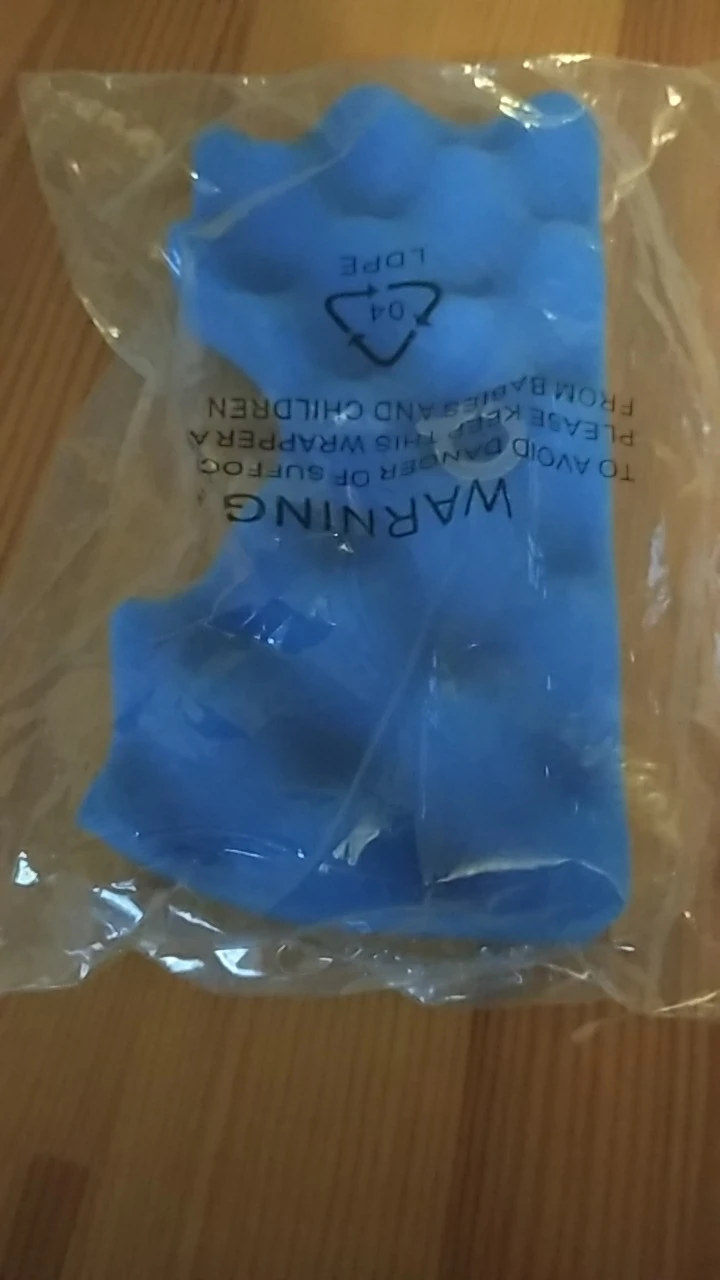 WARNING
TO AVOID DANGER OF SUFFOC
PLEASE KEEP THIS WRAPPER A
FROM BABIES AND CHILDREN
04
LDPE